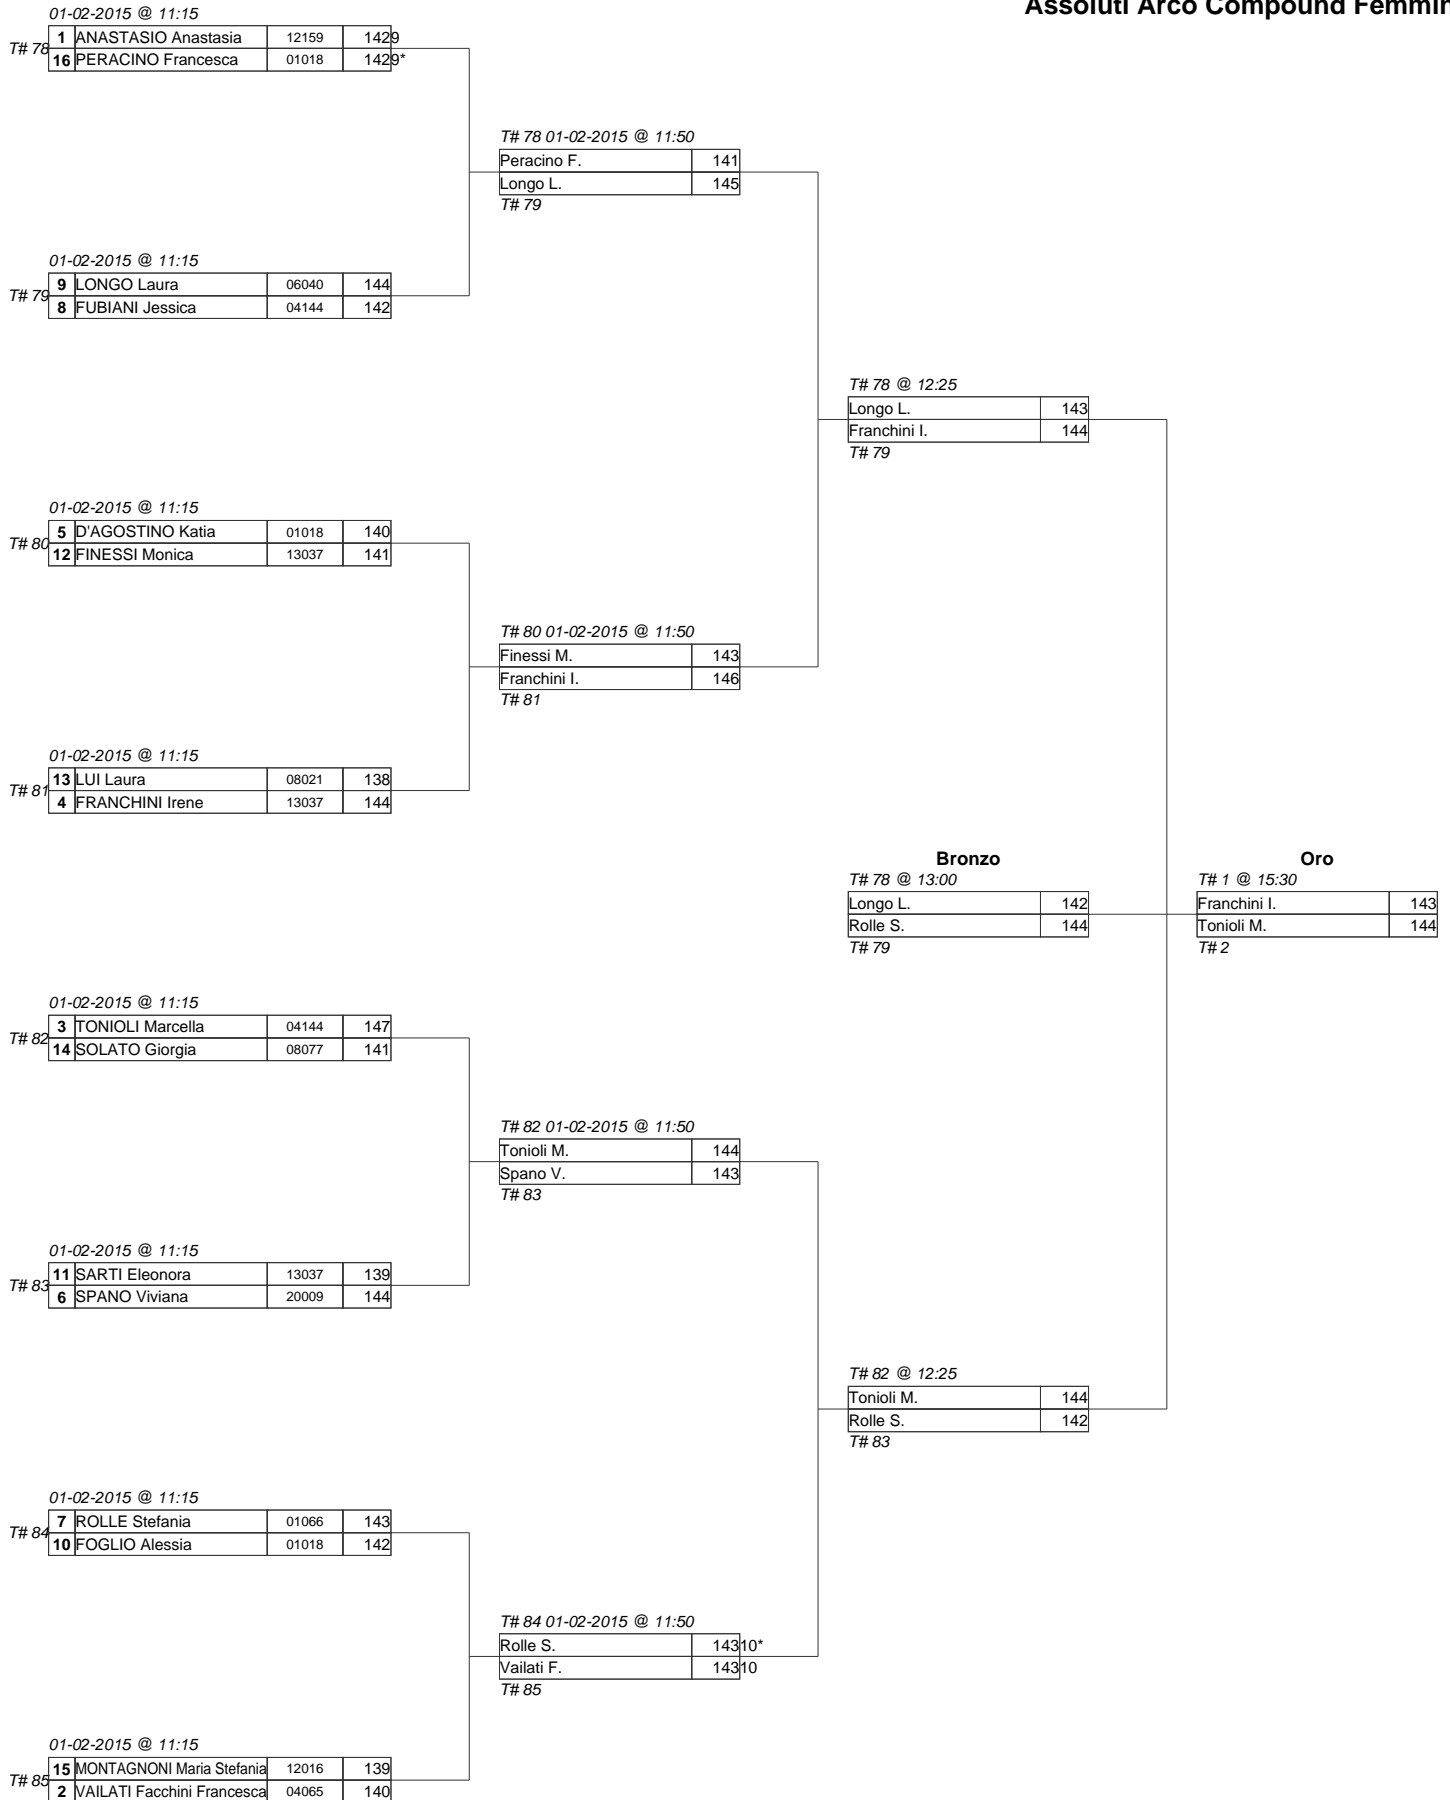 Assoluti Arco Compound Femmin
01-02-2015 @ 11:15
T# 78
1 ANASTASIO Anastasia 12159 142 9
16 PERACINO Francesca 01018 142 9*
T# 78 01-02-2015 @ 11:50
Peracino F. 141
Longo L. 145
T# 79
01-02-2015 @ 11:15
T# 79
9 LONGO Laura 06040 144
8 FUBIANI Jessica 04144 142
T# 78 @ 12:25
Longo L. 143
Franchini I. 144
T# 79
01-02-2015 @ 11:15
T# 80
5 D'AGOSTINO Katia 01018 140
12 FINESSI Monica 13037 141
T# 80 01-02-2015 @ 11:50
Finessi M. 143
Franchini I. 146
T# 81
01-02-2015 @ 11:15
T# 81
13 LUI Laura 08021 138
4 FRANCHINI Irene 13037 144
Bronzo
T# 78 @ 13:00
Longo L. 142
Rolle S. 144
T# 79
Oro
T# 1 @ 15:30
Franchini I. 143
Tonioli M. 144
T# 2
01-02-2015 @ 11:15
T# 82
3 TONIOLI Marcella 04144 147
14 SOLATO Giorgia 08077 141
T# 82 01-02-2015 @ 11:50
Tonioli M. 144
Spano V. 143
T# 83
01-02-2015 @ 11:15
T# 83
11 SARTI Eleonora 13037 139
6 SPANO Viviana 20009 144
T# 82 @ 12:25
Tonioli M. 144
Rolle S. 142
T# 83
01-02-2015 @ 11:15
T# 84
7 ROLLE Stefania 01066 143
10 FOGLIO Alessia 01018 142
T# 84 01-02-2015 @ 11:50
Rolle S. 143 10*
Vailati F. 143 10
T# 85
01-02-2015 @ 11:15
T# 85
15 MONTAGNONI Maria Stefania 12016 139
2 VAILATI Facchini Francesca 04065 140